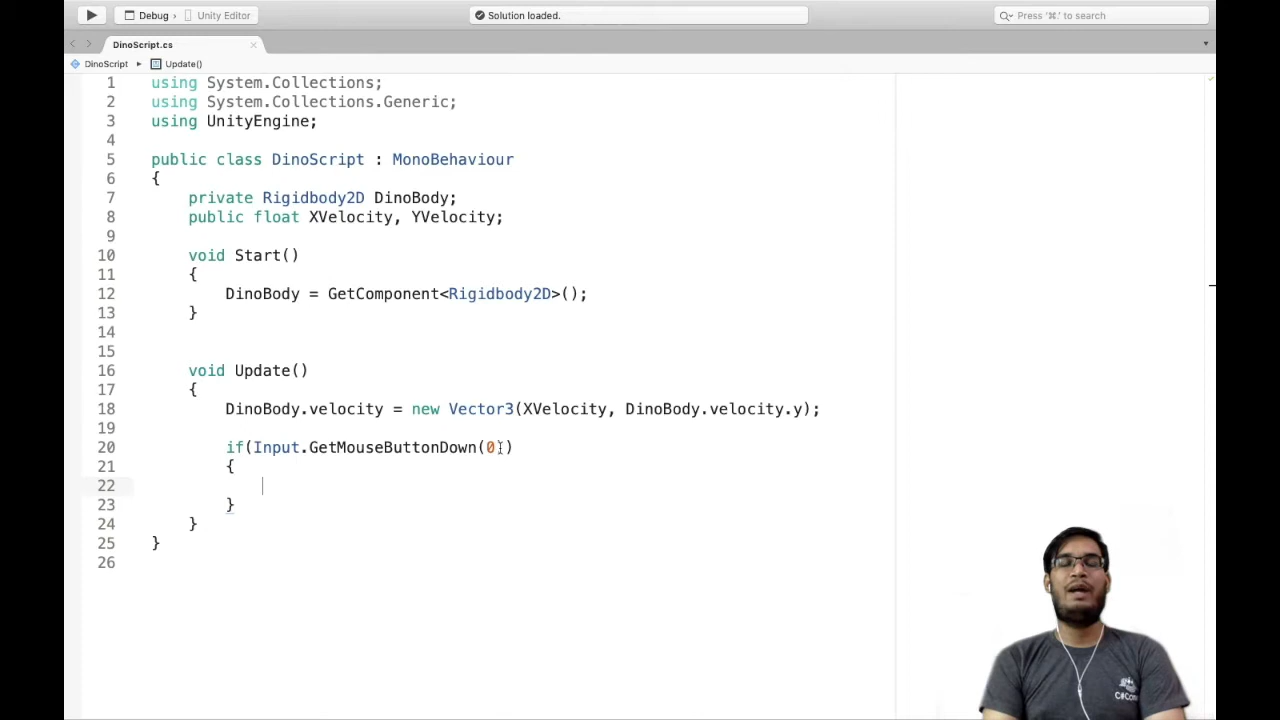 Debug › Unity Editor
Solution loaded.
Press '⌘.' to search
DinoScript.cs
DinoScript ▸ Update()
1 using System.Collections;
2 using System.Collections.Generic;
3 using UnityEngine;
4
5 public class DinoScript : MonoBehaviour
6 {
7 private Rigidbody2D DinoBody;
8 public float XVelocity, YVelocity;
9
10 void Start()
11 {
12 DinoBody = GetComponent<Rigidbody2D>();
13 }
14
15
16 void Update()
17 {
18 DinoBody.velocity = new Vector3(XVelocity, DinoBody.velocity.y);
19
20 if(Input.GetMouseButtonDown(0))
21 {
22
23 }
24 }
25 }
26